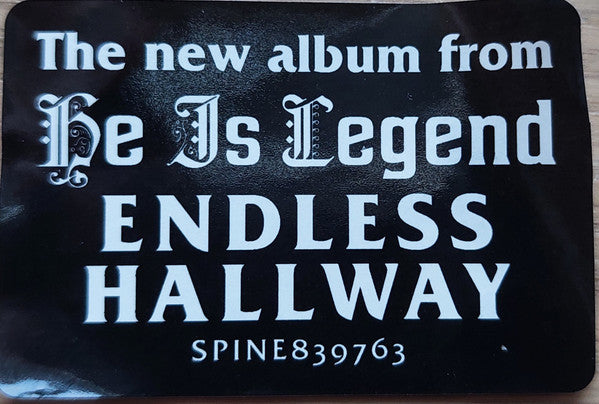 The new album from
He Is Legend
ENDLESS
HALLWAY
SPINE839763